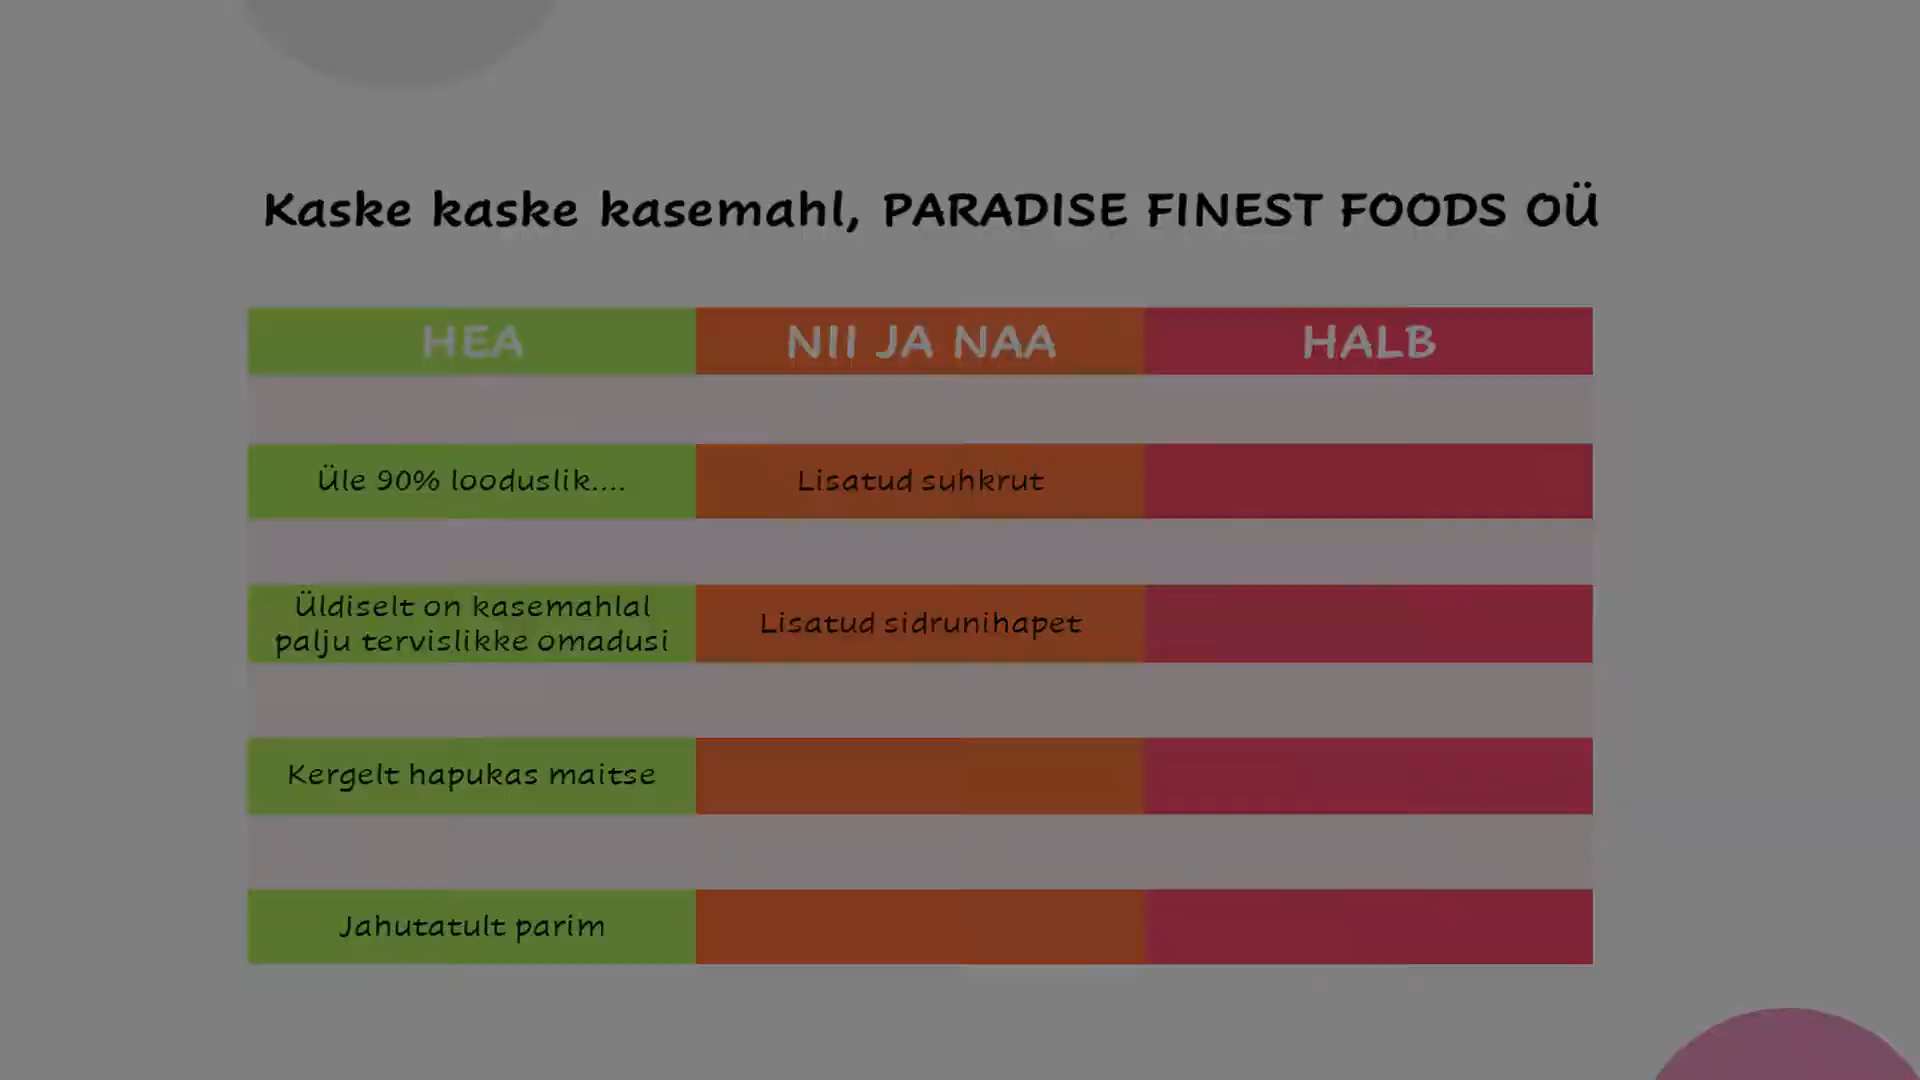 Kaske kaske kasemahl, PARADISE FINEST FOODS OÜ
HEA NII JA NAA HALB
Üle 90% looduslik.... Lisatud suhkrut
Üldiselt on kasemahlal
palju tervislikke omadusi
Lisatud sidrunihapet
Kergelt hapukas maitse
Jahutatult parim